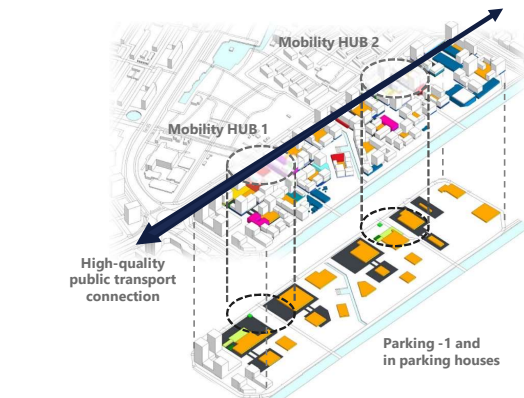 Mobility HUB 2
Mobility HUB 1
High-quality
public transport
connection
Parking -1 and
in parking houses